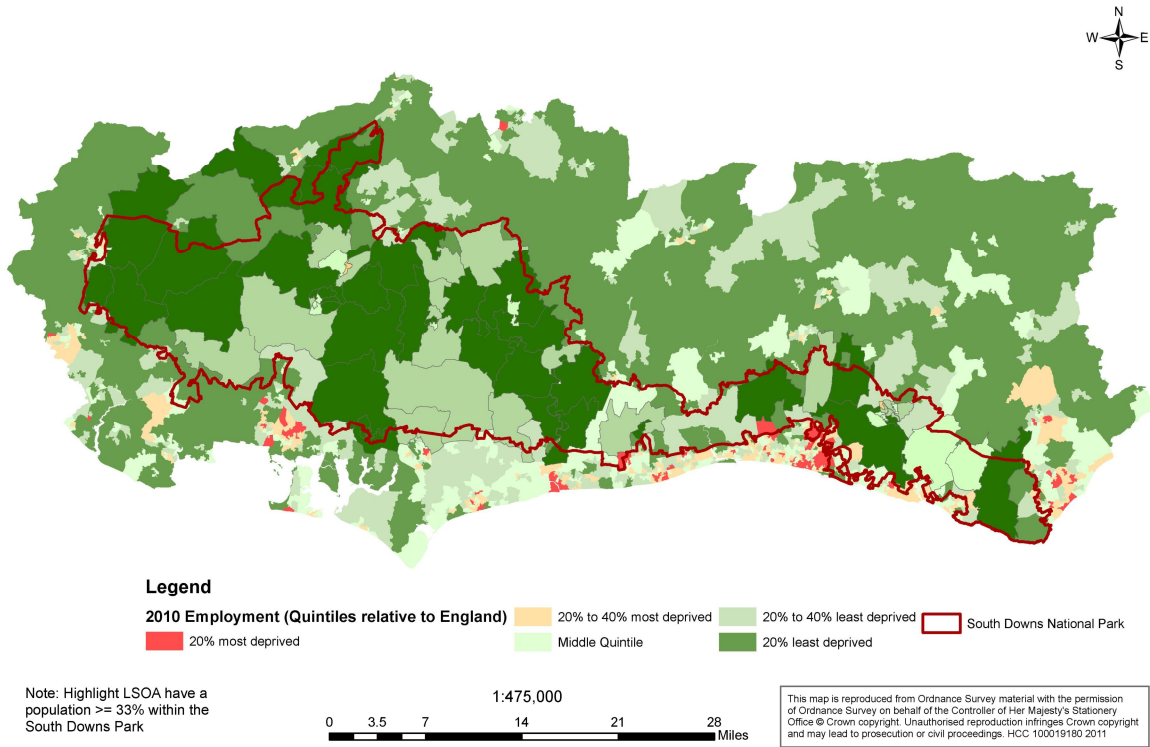 N
W E
S
Legend
2010 Employment (Quintiles relative to England)
20% most deprived
20% to 40% most deprived
Middle Quintile
20% to 40% least deprived
20% least deprived
South Downs National Park
Note: Highlight LSOA have a
population >= 33% within the
South Downs Park
1:475,000
0 3.5 7 14 21 28
Miles
This map is reproduced from Ordnance Survey material with the permission
of Ordnance Survey on behalf of the Controller of Her Majesty's Stationery
Office © Crown copyright. Unauthorised reproduction infringes Crown copyright
and may lead to prosecution or civil proceedings. HCC 100019180 2011